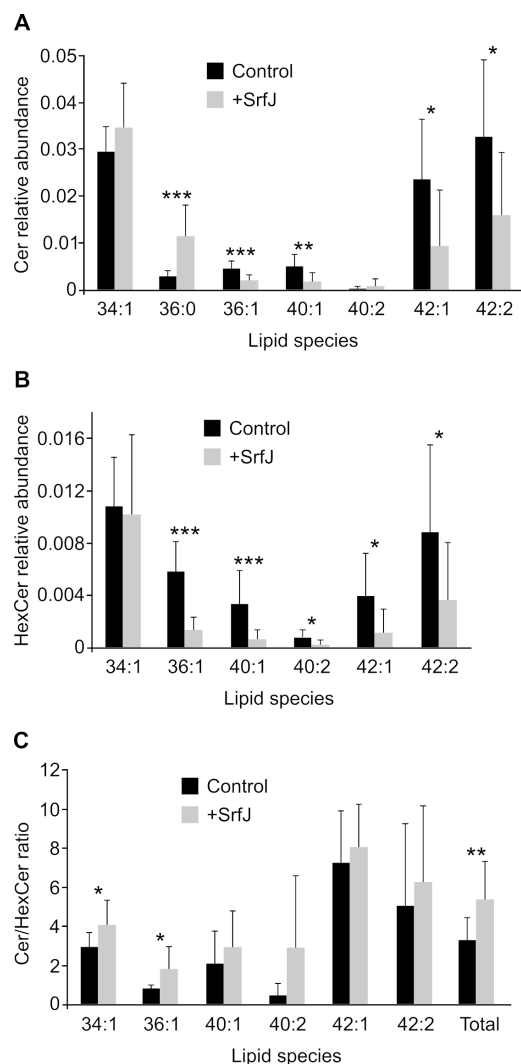 A
Cer relative abundance
0.05
0.04
0.03
0.02
0.01
0
Control
+SrfJ
***
***
**
*
*
34:1 36:0 36:1 40:1 40:2 42:1 42:2
Lipid species
B
HexCer relative abundance
0.016
0.012
0.008
0.004
0
Control
+SrfJ
***
***
*
*
*
34:1 36:1 40:1 40:2 42:1 42:2
Lipid species
C
Cer/HexCer ratio
12
10
8
6
4
2
0
Control
+SrfJ
*
*
**
34:1 36:1 40:1 40:2 42:1 42:2 Total
Lipid species